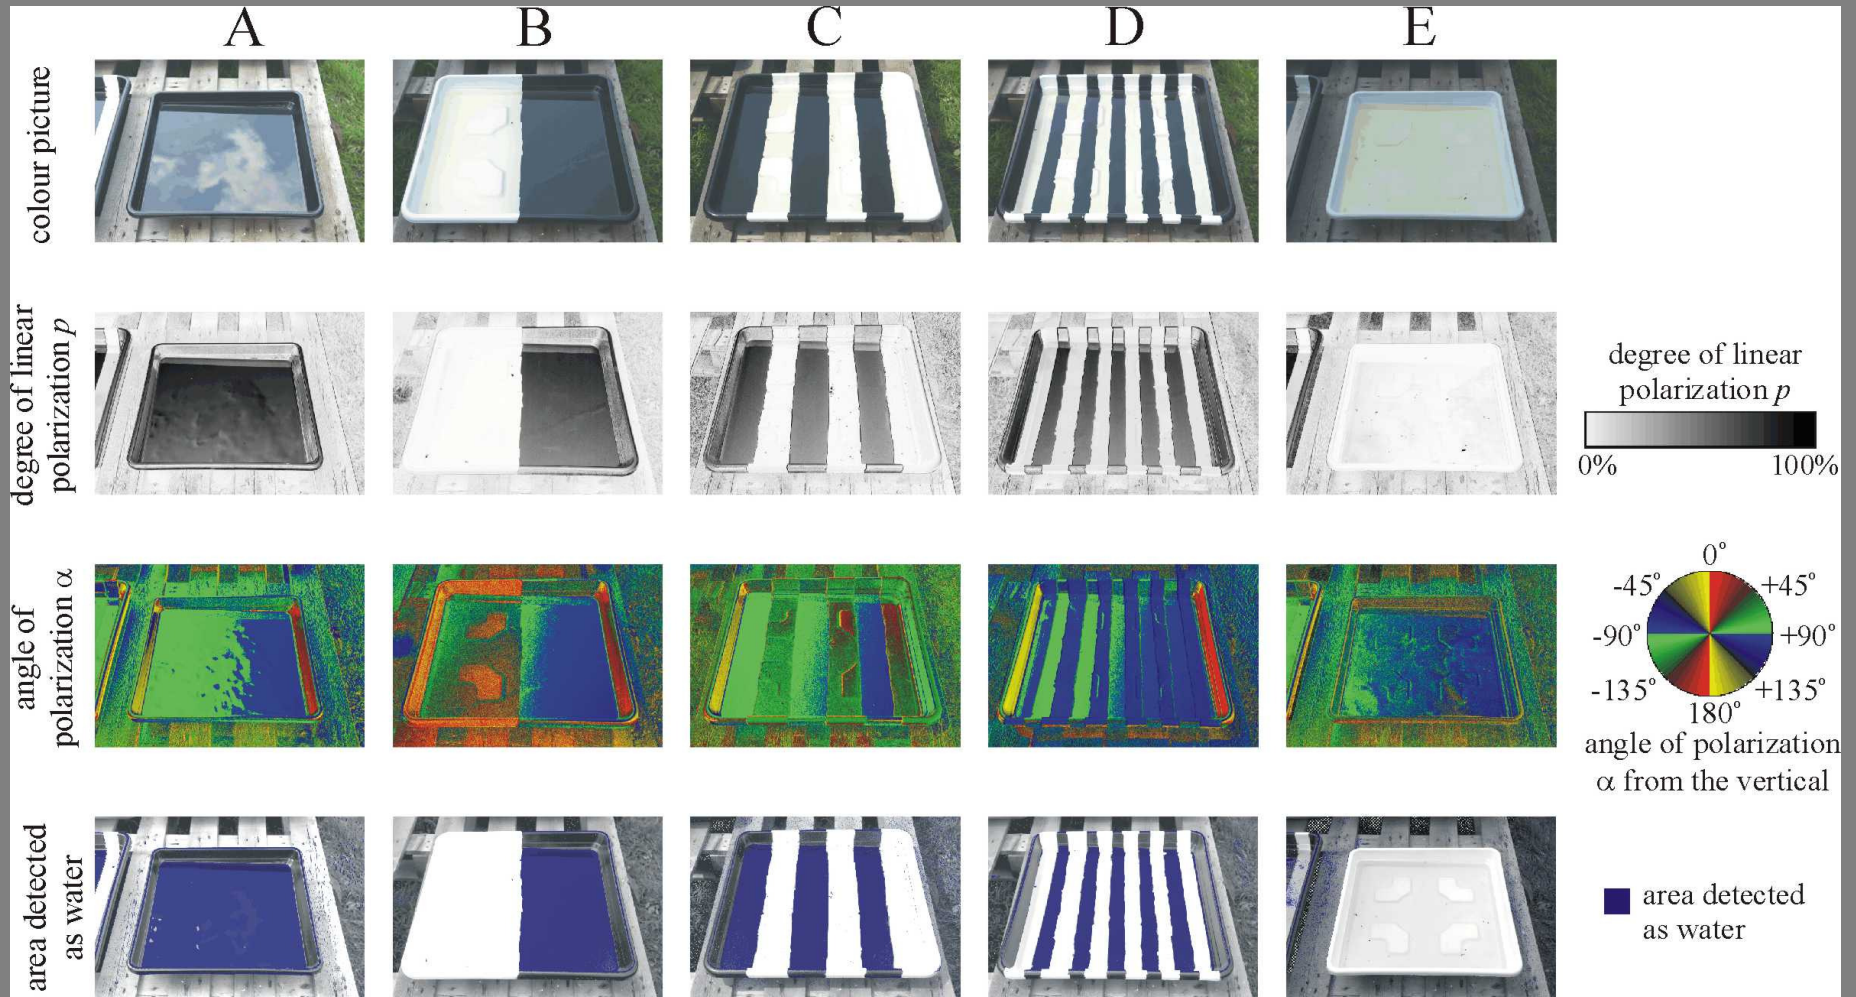 A B C D E
colour picture
degree of linear
polarization p
degree of linear
polarization p
0% 100%
angle of
polarization α
0°
-45° +45°
-90° +90°
-135° +135°
180°
angle of polarization
α from the vertical
area detected
as water
area detected
as water